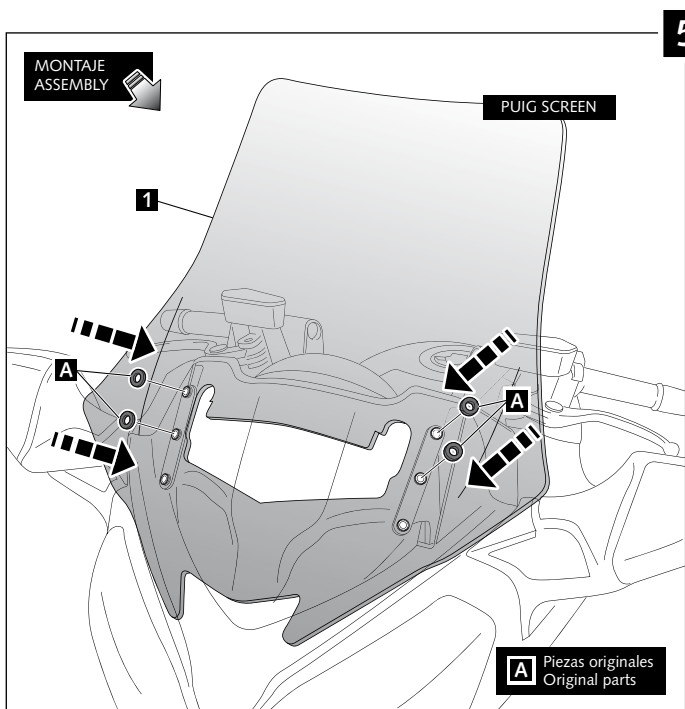 5
MONTAJE
ASSEMBLY
PUIG SCREEN
1
A
A
A Piezas originales
Original parts